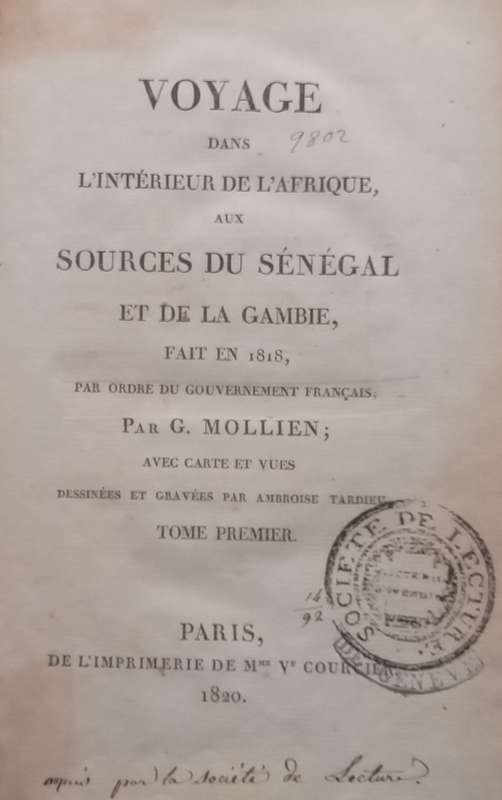 VOYAGE
DANS
9802
L'INTÉRIEUR DE L'AFRIQUE,
AUX
SOURCES DU SÉNÉGAL
ET DE LA GAMBIE,
FAIT EN 1818,
PAR ORDRE DU GOUVERNEMENT FRANÇAIS;
PAR G. MOLLIEN;
AVEC CARTE ET VUES
DESSINÉES ET GRAVÉES PAR AMBROISE TARDIEU
TOME PREMIER.
SOCIÉTÉ DE LECTURE.
DE GENEVE
14
92
PARIS,
DE L'IMPRIMERIE DE Mme Ve COURCIER
1820.
acquis par la société de Lecture.